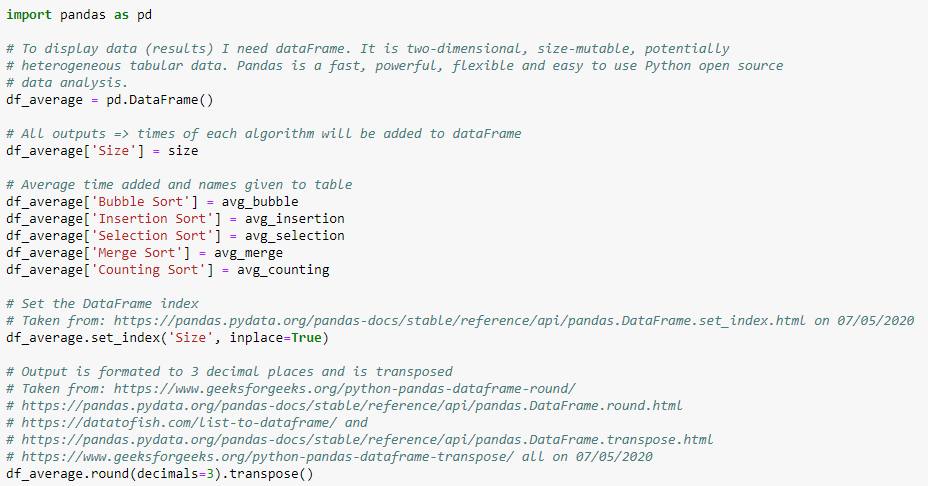 import pandas as pd
# To display data (results) I need dataFrame. It is two-dimensional, size-mutable, potentially
# heterogeneous tabular data. Pandas is a fast, powerful, flexible and easy to use Python open source
# data analysis.
df_average = pd.DataFrame()
# All outputs => times of each algorithm will be added to dataFrame
df_average['Size'] = size
# Average time added and names given to table
df_average['Bubble Sort'] = avg_bubble
df_average['Insertion Sort'] = avg_insertion
df_average['Selection Sort'] = avg_selection
df_average['Merge Sort'] = avg_merge
df_average['Counting Sort'] = avg_counting
# Set the DataFrame index
# Taken from: https://pandas.pydata.org/pandas-docs/stable/reference/api/pandas.DataFrame.set_index.html on 07/05/2020
df_average.set_index('Size', inplace=True)
# Output is formated to 3 decimal places and is transposed
# Taken from: https://www.geeksforgeeks.org/python-pandas-dataframe-round/
# https://pandas.pydata.org/pandas-docs/stable/reference/api/pandas.DataFrame.round.html
# https://datatofish.com/list-to-dataframe/ and
# https://pandas.pydata.org/pandas-docs/stable/reference/api/pandas.DataFrame.transpose.html
# https://www.geeksforgeeks.org/python-pandas-dataframe-transpose/ all on 07/05/2020
df_average.round(decimals=3).transpose()